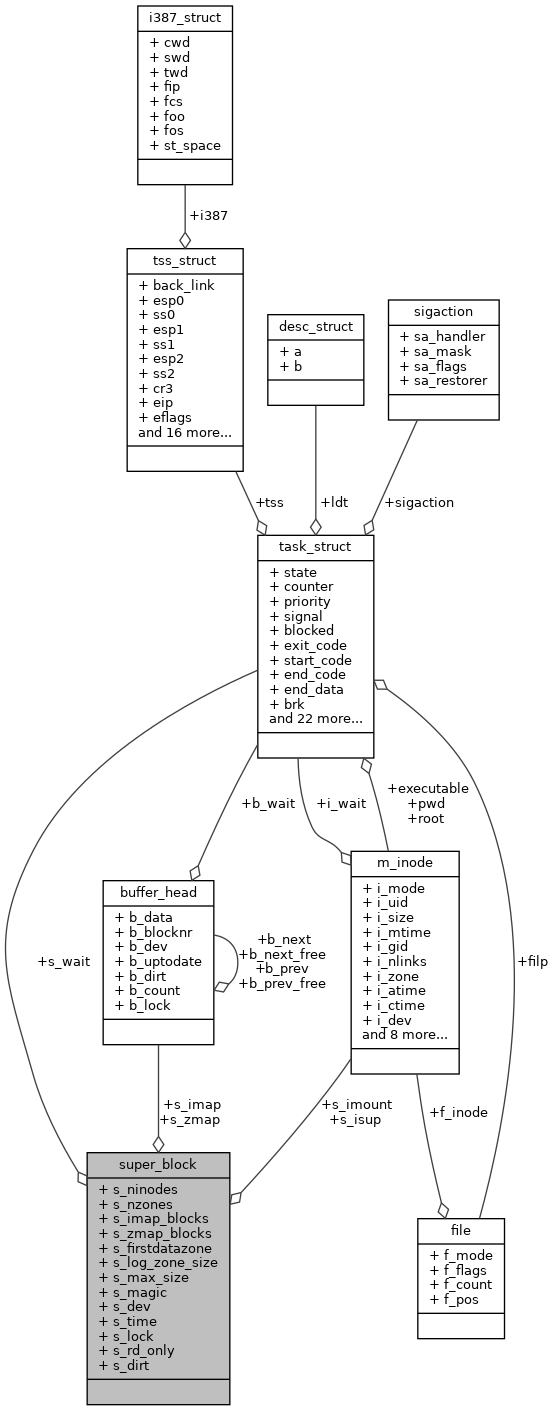 i387_struct
+ cwd
+ swd
+ twd
+ fip
+ fcs
+ foo
+ fos
+ st_space
+i387
tss_struct
+ back_link
+ esp0
+ ss0
+ esp1
+ ss1
+ esp2
+ ss2
+ cr3
+ eip
+ eflags
and 16 more...
desc_struct
+ a
+ b
sigaction
+ sa_handler
+ sa_mask
+ sa_flags
+ sa_restorer
+tss
+ldt
+sigaction
task_struct
+ state
+ counter
+ priority
+ signal
+ blocked
+ exit_code
+ start_code
+ end_code
+ end_data
+ brk
and 22 more...
+b_wait
+i_wait
+executable
+pwd
+root
buffer_head
+ b_data
+ b_blocknr
+ b_dev
+ b_uptodate
+ b_dirt
+ b_count
+ b_lock
+b_next
+b_next_free
+b_prev
+b_prev_free
m_inode
+ i_mode
+ i_uid
+ i_size
+ i_mtime
+ i_gid
+ i_nlinks
+ i_zone
+ i_atime
+ i_ctime
+ i_dev
and 8 more...
+s_wait
+filp
+s_imap
+s_zmap
+s_imount
+s_isup
+f_inode
super_block
+ s_ninodes
+ s_nzones
+ s_imap_blocks
+ s_zmap_blocks
+ s_firstdatazone
+ s_log_zone_size
+ s_max_size
+ s_magic
+ s_dev
+ s_time
+ s_lock
+ s_rd_only
+ s_dirt
file
+ f_mode
+ f_flags
+ f_count
+ f_pos